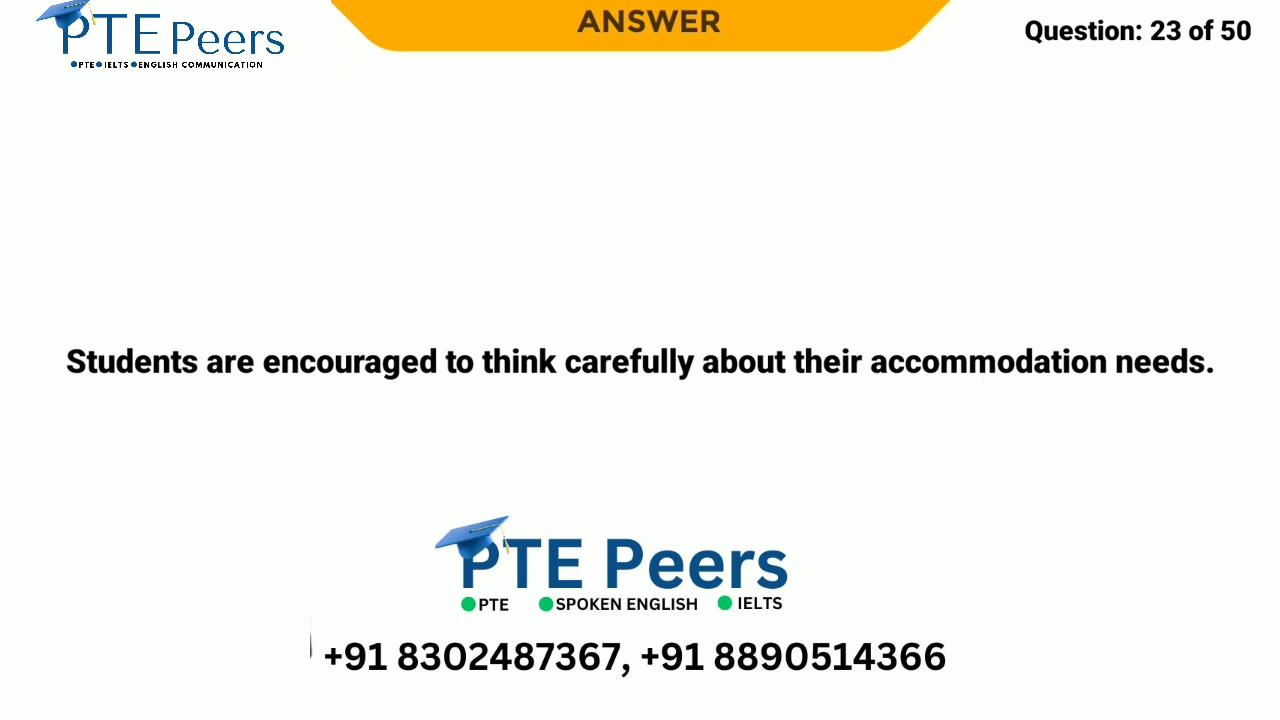 PTE Peers
PTE IELTS ENGLISH COMMUNICATION
ANSWER
Question: 23 of 50
Students are encouraged to think carefully about their accommodation needs.
PTE Peers
PTE SPOKEN ENGLISH IELTS
+91 8302487367, +91 8890514366